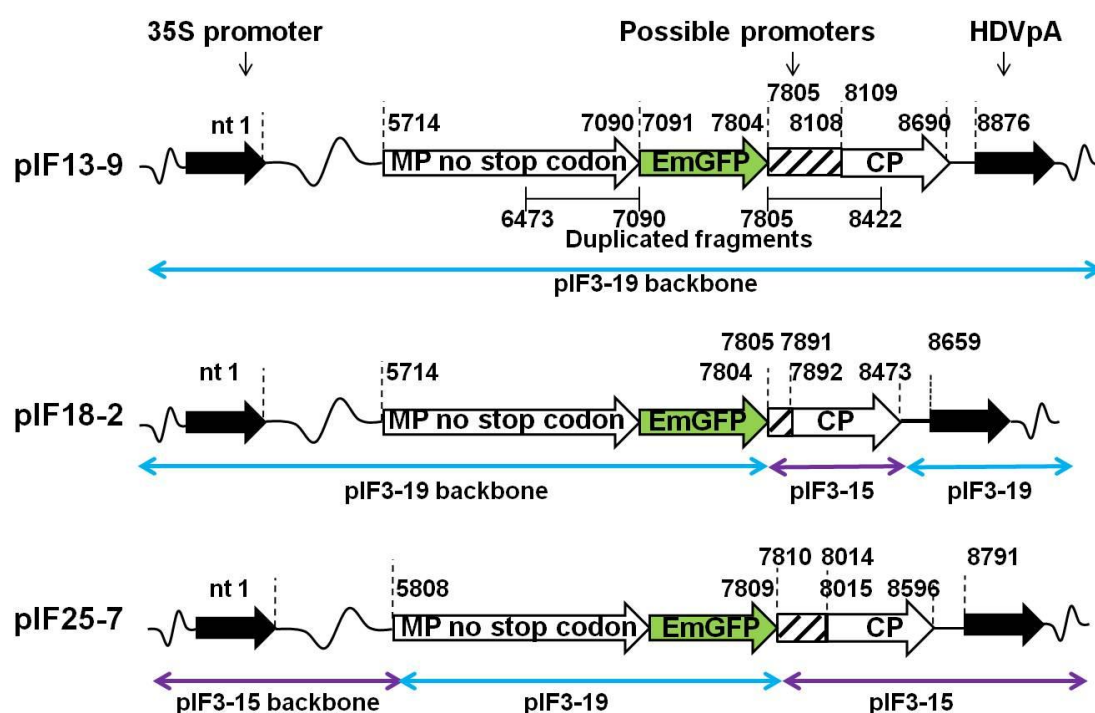 35S promoter Possible promoters HDVpA
7805 8109
nt 1 5714 7090 7091 7804 8108 8690 8876
pIF13-9 MP no stop codon EmGFP CP
6473 7090 7805 8422
Duplicated fragments
pIF3-19 backbone
7805 7891 8659
nt 1 5714 7804 7892 8473
pIF18-2 MP no stop codon EmGFP CP
pIF3-19 backbone pIF3-15 pIF3-19
7810 8014 8791
nt 1 5808 7809 8015 8596
pIF25-7 MP no stop codon EmGFP CP
pIF3-15 backbone pIF3-19 pIF3-15